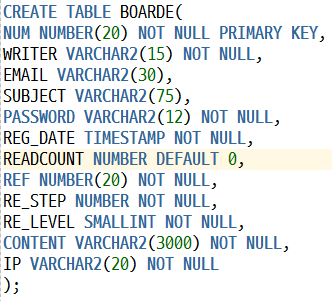 CREATE TABLE BOARDE(
NUM NUMBER(20) NOT NULL PRIMARY KEY,
WRITER VARCHAR2(15) NOT NULL,
EMAIL VARCHAR2(30),
SUBJECT VARCHAR2(75),
PASSWORD VARCHAR2(12) NOT NULL,
REG_DATE TIMESTAMP NOT NULL,
READCOUNT NUMBER DEFAULT 0,
REF NUMBER(20) NOT NULL,
RE_STEP NUMBER NOT NULL,
RE_LEVEL SMALLINT NOT NULL,
CONTENT VARCHAR2(3000) NOT NULL,
IP VARCHAR2(20) NOT NULL
);